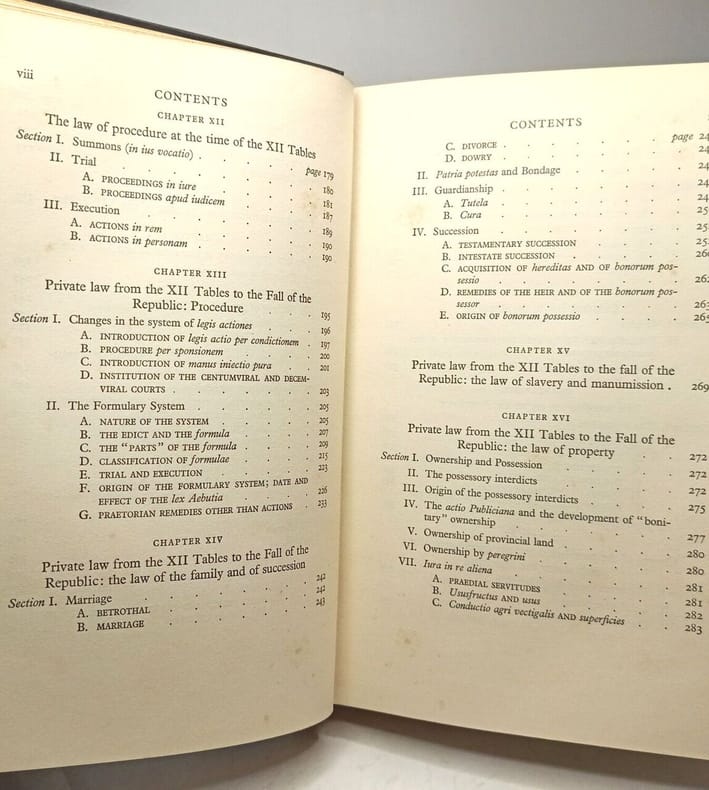 viii
CONTENTS
CHAPTER XII
The law of procedure at the time of the XII Tables
page 179
Section I. Summons (in ius vocatio) . . . . . 180
II. Trial . . . . . . 181
A. PROCEEDINGS in iure . . . . 187
B. PROCEEDINGS apud iudicem . . . 189
III. Execution . . . . . 190
A. ACTIONS in rem . . . . . 190
B. ACTIONS in personam . . . .
CHAPTER XIII
Private law from the XII Tables to the Fall of the
Republic: Procedure . . . 195
Section I. Changes in the system of legis actiones . . . 196
A. INTRODUCTION OF legis actio per condictionem . 197
B. PROCEDURE per sponsionem . . . 200
C. INTRODUCTION OF manus iniectio pura . . 201
D. INSTITUTION OF THE CENTUMVIRAL AND DECEM-
VIRAL COURTS . . . . . 203
II. The Formulary System . . . . 205
A. NATURE OF THE SYSTEM . . . . 205
B. THE EDICT AND THE formula . . . 207
C. THE "PARTS" OF THE formula . . . 209
D. CLASSIFICATION OF formulae . . . 215
E. TRIAL AND EXECUTION . . . . 223
F. ORIGIN OF THE FORMULARY SYSTEM; DATE AND
EFFECT OF THE lex Aebutia . . . 226
G. PRAETORIAN REMEDIES OTHER THAN ACTIONS . 233
CHAPTER XIV
Private law from the XII Tables to the Fall of the
Republic: the law of the family and of succession 242
Section I. Marriage . . . . . . 242
A. BETROTHAL . . . . . 243
B. MARRIAGE . . . . .
CONTENTS
page 24
C. DIVORCE . . . . . 24
D. DOWRY . . . . . 24
II. Patria potestas and Bondage . . . 24
III. Guardianship . . . . . 24
A. Tutela . . . . . 24
B. Cura . . . . . 25
IV. Succession . . . . . 25
A. TESTAMENTARY SUCCESSION . . . 25
B. INTESTATE SUCCESSION . . . . 26
C. ACQUISITION OF hereditas AND OF bonorum pos-
sessio . . . . . . 262
D. REMEDIES OF THE HEIR AND OF THE bonorum pos-
sessor . . . . . . 26
E. ORIGIN OF bonorum possessio . . . 265
CHAPTER XV
Private law from the XII Tables to the fall of the
Republic: the law of slavery and manumission . 269
CHAPTER XVI
Private law from the XII Tables to the Fall of the
Republic: the law of property . . 272
Section I. Ownership and Possession . . . 272
II. The possessory interdicts . . . . 272
III. Origin of the possessory interdicts . . . 275
IV. The actio Publiciana and the development of "boni-
tary" ownership . . . . . 277
V. Ownership of provincial land . . . 280
VI. Ownership by peregrini . . . . 280
VII. Iura in re aliena . . . . . 281
A. PRAEDIAL SERVITUDES . . . . 281
B. Ususfructus AND usus . . . . 282
C. Conductio agri vectigalis AND superficies . . 283